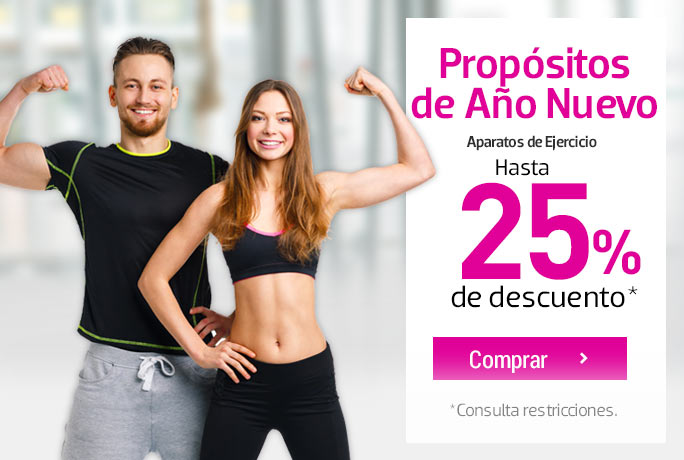 Propósitos
de Año Nuevo
Aparatos de Ejercicio
Hasta
25%
de descuento*
Comprar >
*Consulta restricciones.